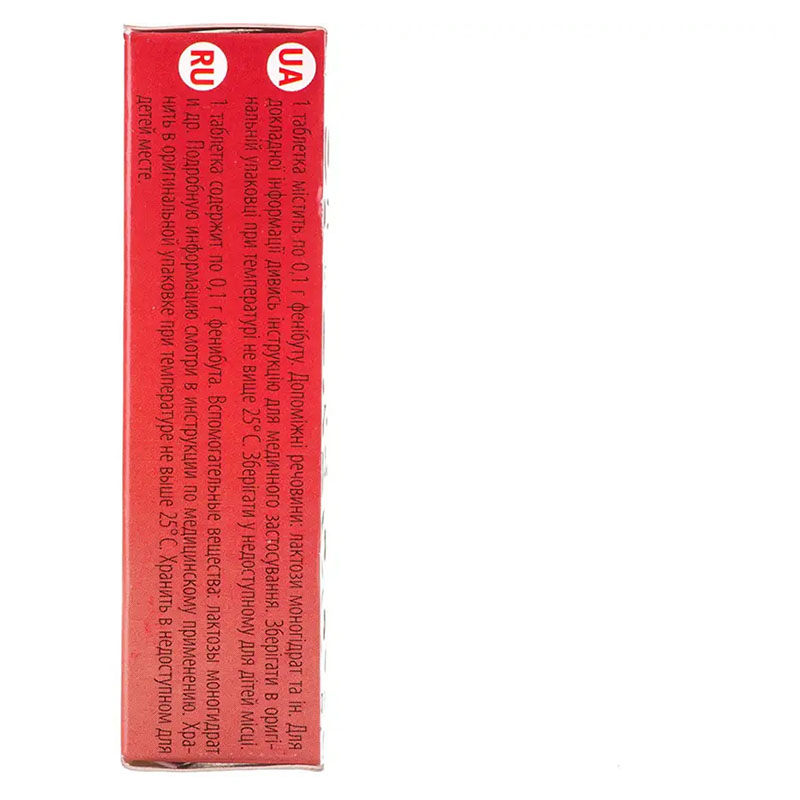 UA
1 таблетка містить по 0,1 г фенібуту. Допоміжні речовини: лактози моногідрат та ін. Для
докладної інформації дивись інструкцію для медичного застосування. Зберігати в оригі-
нальній упаковці при температурі не вище 25°С. Зберігати у недоступному для дітей місці.
RU
1 таблетка содержит по 0,1 г фенибута. Вспомогательные вещества: лактозы моногидрат
и др. Подробную информацию смотри в инструкции по медицинскому применению. Хра-
нить в оригинальной упаковке при температуре не выше 25°С. Хранить в недоступном для
детей месте.